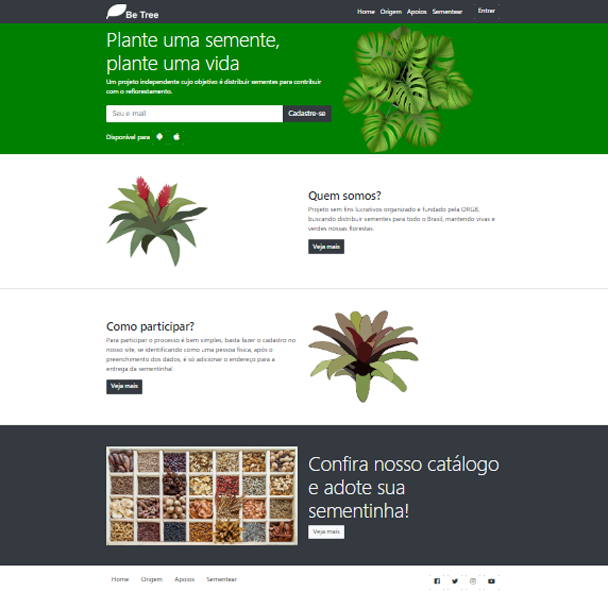 Be Tree
Home Origem Apoios Sementear Entrar
Plante uma semente,
plante uma vida
Um projeto independente cujo objetivo é distribuir sementes para contribuir
com o reflorestamento.
Seu e-mail Cadastre-se
Disponível para
Quem somos?
Projeto sem fins lucrativos organizado e fundado pela ORGB,
buscando distribuir sementes para todo o Brasil, mantendo vivas e
verdes nossas florestas.
Veja mais
Como participar?
Para participar o processo é bem simples, basta fazer o cadastro no
nosso site, se identificando como uma pessoa física, após o
preenchimento dos dados, é só adicionar o endereço para a
entrega da sementinha!
Veja mais
Confira nosso catálogo
e adote sua
sementinha!
Veja mais
Home Origem Apoios Sementear